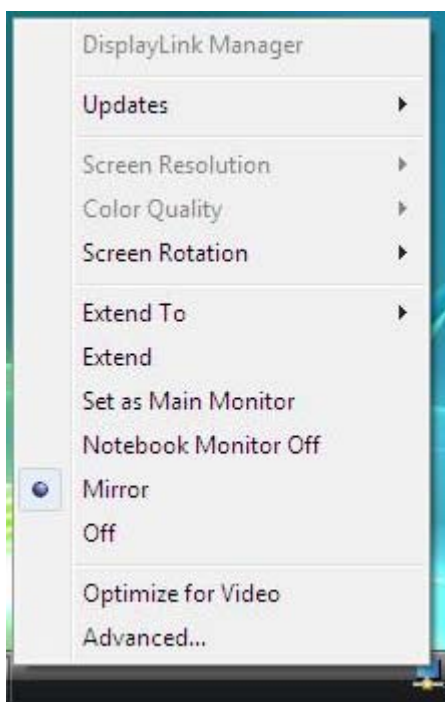 DisplayLink Manager
Updates
Screen Resolution
Color Quality
Screen Rotation
Extend To
Extend
Set as Main Monitor
Notebook Monitor Off
Mirror
Off
Optimize for Video
Advanced...